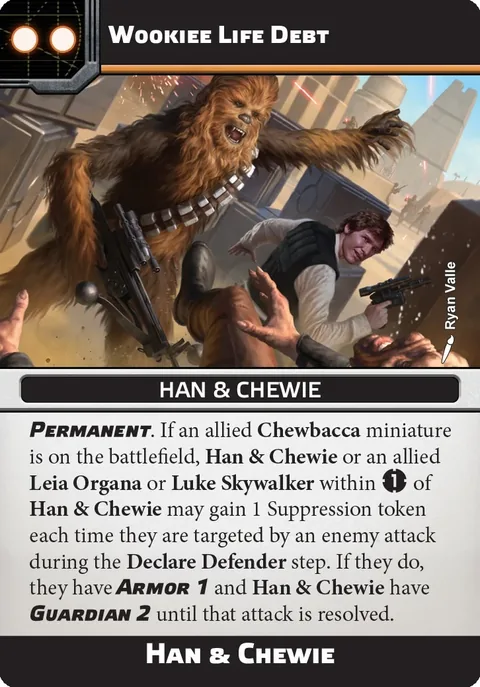 Wookiee Life Debt
Ryan Valle
HAN & CHEWIE
Permanent. If an allied Chewbacca miniature
is on the battlefield, Han & Chewie or an allied
Leia Organa or Luke Skywalker within 1 of
Han & Chewie may gain 1 Suppression token
each time they are targeted by an enemy attack
during the Declare Defender step. If they do,
they have Armor 1 and Han & Chewie have
Guardian 2 until that attack is resolved.
Han & Chewie